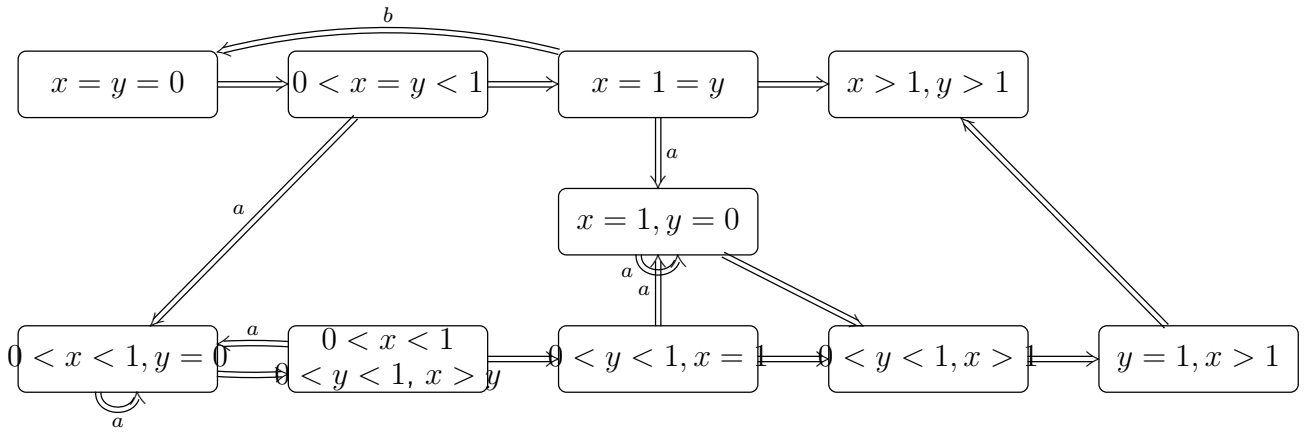 b
x = y = 0
0 < x = y < 1
x = 1 = y
x > 1, y > 1
a
a
x = 1, y = 0
a
a
0 < x < 1, y = 0
a
0 < x < 1
0 < y < 1, x > y
0 < y < 1, x = 1
0 < y < 1, x > 1
y = 1, x > 1
a